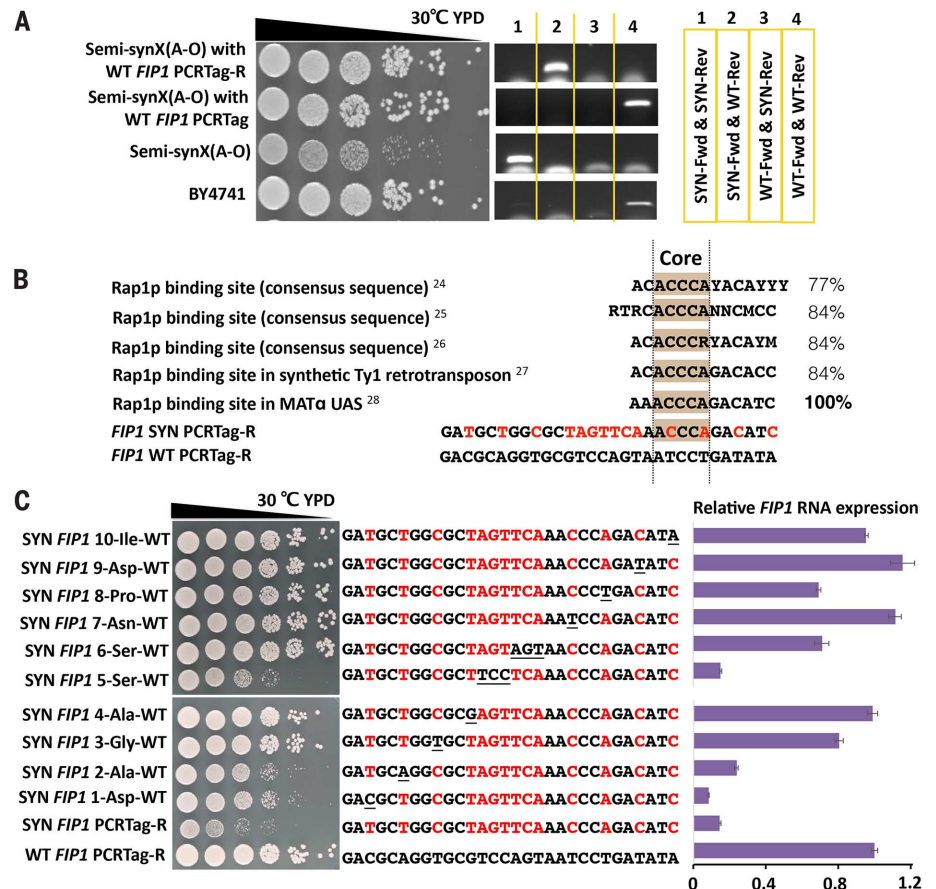 A
30℃ YPD
1 2 3 4
1 2 3 4
Semi-synX(A-O) with
WT FIP1 PCRTag-R
Semi-synX(A-O) with
WT FIP1 PCRTag
Semi-synX(A-O)
BY4741
SYN-Fwd & SYN-Rev
SYN-Fwd & WT-Rev
WT-Fwd & SYN-Rev
WT-Fwd & WT-Rev
B
Core
Rap1p binding site (consensus sequence) 24 ACACCCAYACAYYY 77%
Rap1p binding site (consensus sequence) 25 RTRCACCCANNCMCC 84%
Rap1p binding site (consensus sequence) 26 ACACCCRYACAYM 84%
Rap1p binding site in synthetic Ty1 retrotransposon 27 ACACCCAGACACC 84%
Rap1p binding site in MATα UAS 28 AAACCCAGACATC 100%
FIP1 SYN PCRTag-R GATGCTGGCGCTAGTTCAAACCCAGACATC
FIP1 WT PCRTag-R GACGCAGGTGCGTCCAGTAATCCTGATATA
C
30 ℃ YPD
Relative FIP1 RNA expression
SYN FIP1 10-Ile-WT GATGCTGGCGCTAGTTCAAACCCAGACATA
SYN FIP1 9-Asp-WT GATGCTGGCGCTAGTTCAAACCCAGATATC
SYN FIP1 8-Pro-WT GATGCTGGCGCTAGTTCAAACCCTGACATC
SYN FIP1 7-Asn-WT GATGCTGGCGCTAGTTCAAATCCAGACATC
SYN FIP1 6-Ser-WT GATGCTGGCGCTAGTAGTAACCCAGACATC
SYN FIP1 5-Ser-WT GATGCTGGCGCTTCCTCAAACCCAGACATC
SYN FIP1 4-Ala-WT GATGCTGGCGCGAGTTCAAACCCAGACATC
SYN FIP1 3-Gly-WT GATGCTGGTGCTAGTTCAAACCCAGACATC
SYN FIP1 2-Ala-WT GATGCAGGCGCTAGTTCAAACCCAGACATC
SYN FIP1 1-Asp-WT GACGCTGGCGCTAGTTCAAACCCAGACATC
SYN FIP1 PCRTag-R GATGCTGGCGCTAGTTCAAACCCAGACATC
WT FIP1 PCRTag-R GACGCAGGTGCGTCCAGTAATCCTGATATA
0 0.4 0.8 1.2